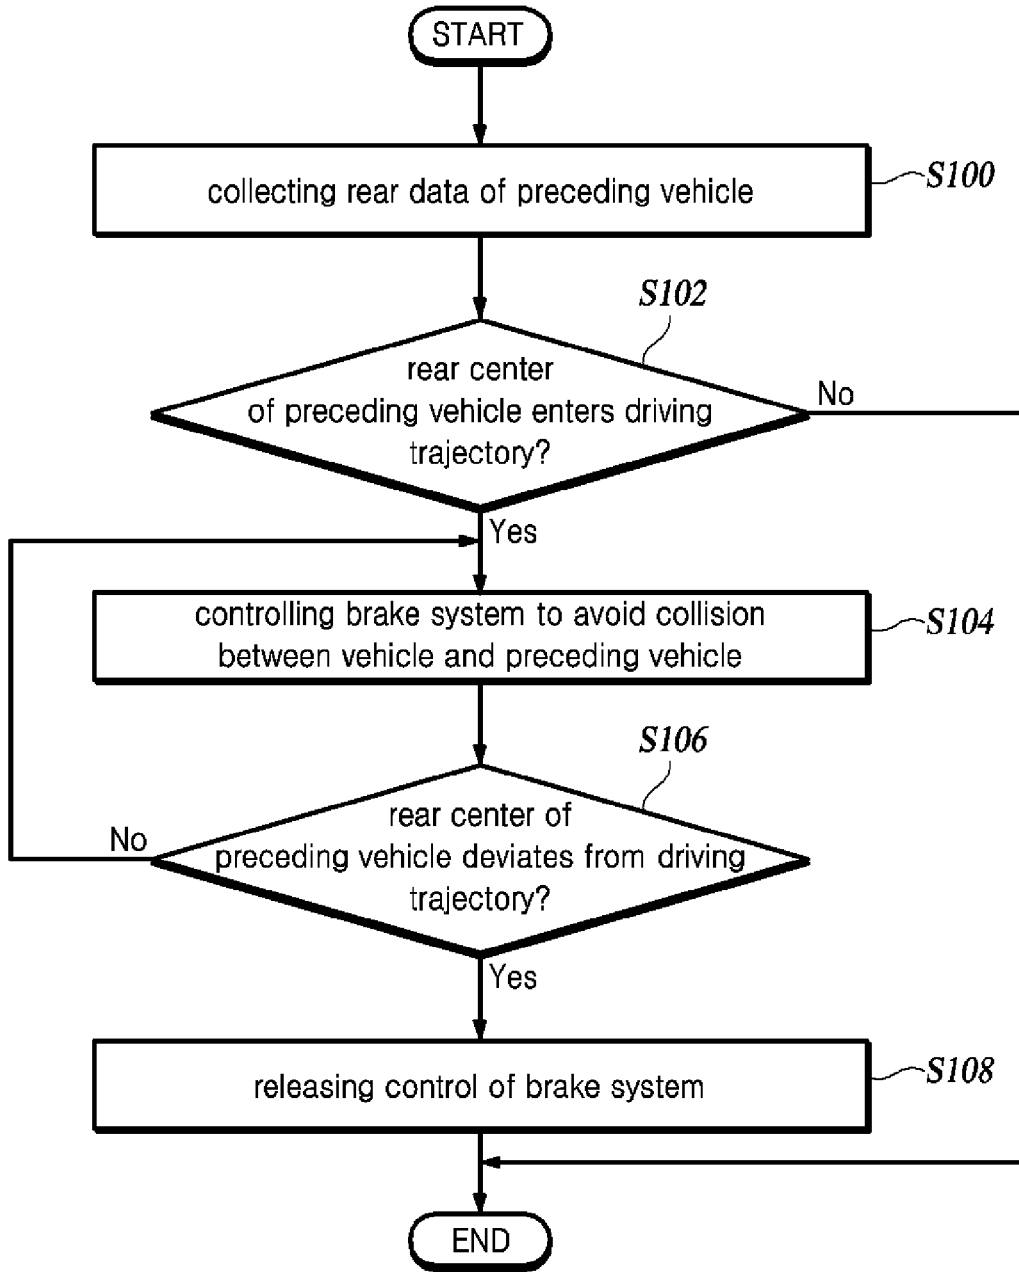 START
collecting rear data of preceding vehicle
S100
S102
rear center
of preceding vehicle enters driving
trajectory?
No
Yes
controlling brake system to avoid collision
between vehicle and preceding vehicle
S104
S106
rear center of
preceding vehicle deviates from driving
trajectory?
No
Yes
releasing control of brake system
S108
END